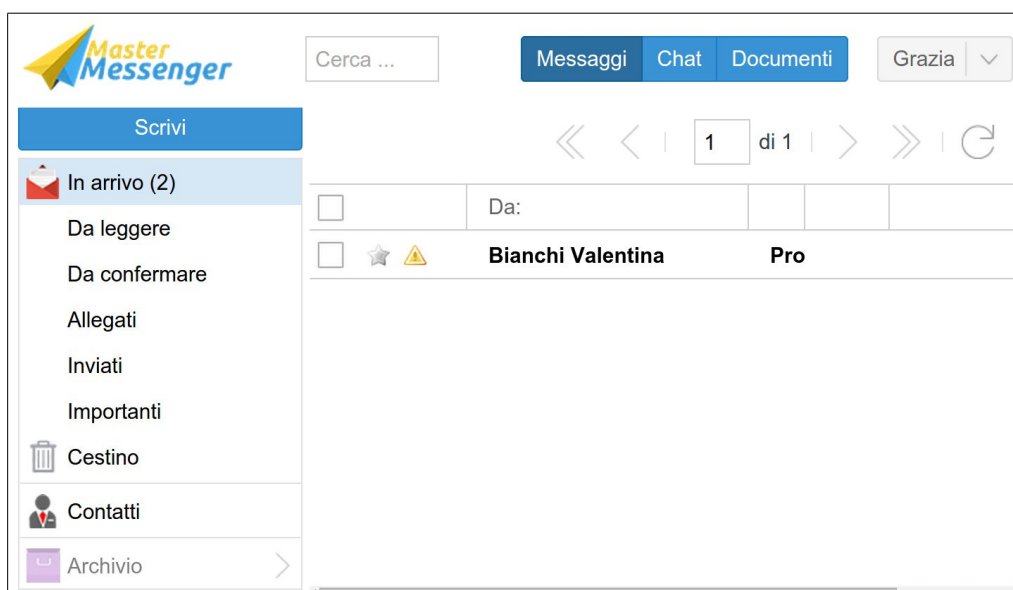 Master
Messenger
Cerca ...
Messaggi Chat Documenti
Grazia
Scrivi
1 di 1
In arrivo (2)
Da:
Da leggere
Bianchi Valentina Pro
Da confermare
Allegati
Inviati
Importanti
Cestino
Contatti
Archivio